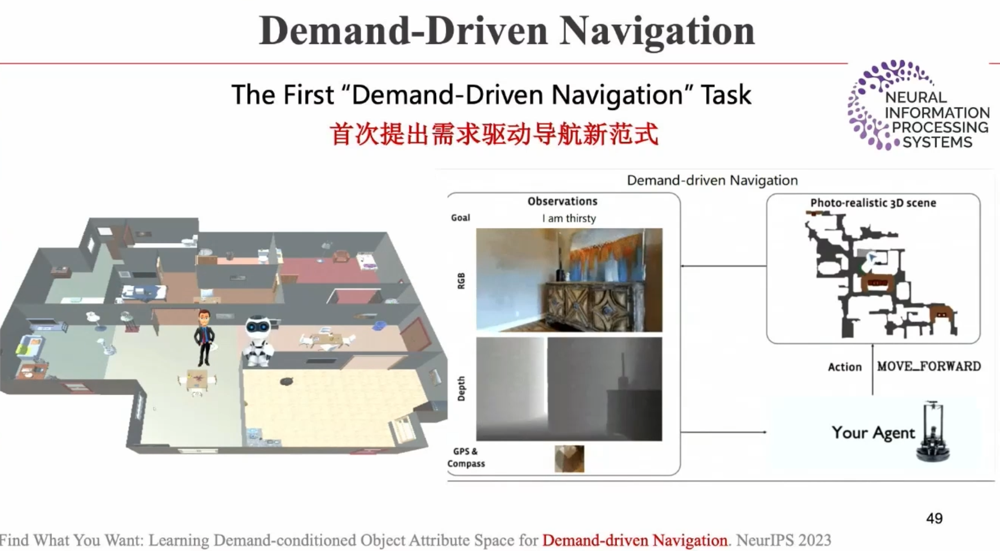 Demand-Driven Navigation
The First “Demand-Driven Navigation” Task
首次提出需求驱动导航新范式
NEURAL
INFORMATION
PROCESSING
SYSTEMS
Demand-driven Navigation
Observations
Goal
I am thirsty
RGB
Depth
GPS &
Compass
Photo-realistic 3D scene
Action
MOVE_FORWARD
Your Agent
49
Find What You Want: Learning Demand-conditioned Object Attribute Space for Demand-driven Navigation. NeurIPS 2023